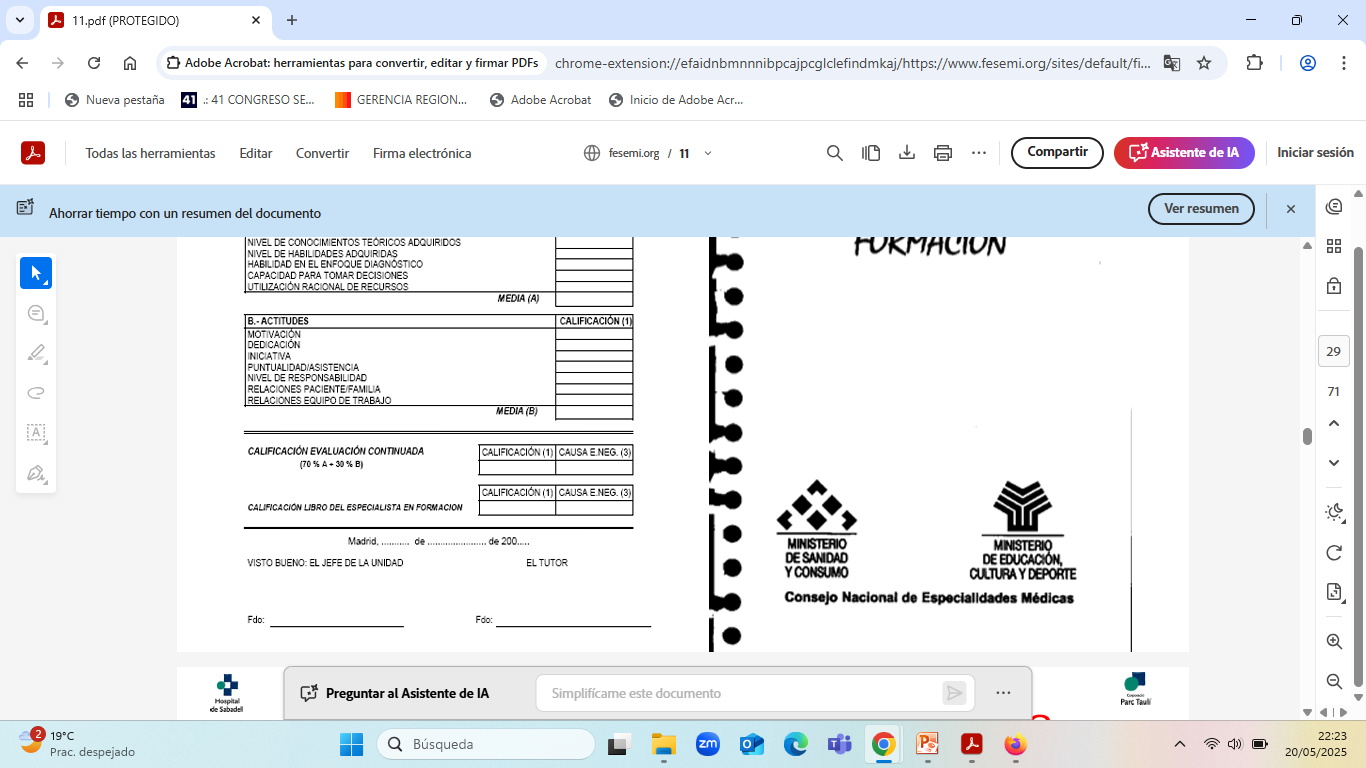 11.pdf (PROTEGIDO)
Adobe Acrobat: herramientas para convertir, editar y firmar PDFs
chrome-extension://efaidnbmnnnibpcajpcglclefindmkaj/https://www.fesemi.org/sites/default/fi...
Nueva pestaña
41 .: 41 CONGRESO SE...
GERENCIA REGION...
Adobe Acrobat
Inicio de Adobe Acr...
Todas las herramientas
Editar
Convertir
Firma electrónica
fesemi.org / 11
Compartir
Asistente de IA
Iniciar sesión
Ahorrar tiempo con un resumen del documento
Ver resumen
NIVEL DE CONOCIMIENTOS TEÓRICOS ADQUIRIDOS
NIVEL DE HABILIDADES ADQUIRIDAS
HABILIDAD EN EL ENFOQUE DIAGNÓSTICO
CAPACIDAD PARA TOMAR DECISIONES
UTILIZACIÓN RACIONAL DE RECURSOS
MEDIA (A)
B.- ACTITUDES CALIFICACIÓN (1)
MOTIVACIÓN
DEDICACIÓN
INICIATIVA
PUNTUALIDAD/ASISTENCIA
NIVEL DE RESPONSABILIDAD
RELACIONES PACIENTE/FAMILIA
RELACIONES EQUIPO DE TRABAJO
MEDIA (B)
CALIFICACIÓN EVALUACIÓN CONTINUADA
(70 % A + 30 % B)
CALIFICACIÓN (1) CAUSA E.NEG. (3)
CALIFICACIÓN (1) CAUSA E.NEG. (3)
CALIFICACIÓN LIBRO DEL ESPECIALISTA EN FORMACION
Madrid, ........... de ...................... de 200.....
VISTO BUENO: EL JEFE DE LA UNIDAD EL TUTOR
Fdo: Fdo:
FORMACIÓN
MINISTERIO
DE SANIDAD
Y CONSUMO
MINISTERIO
DE EDUCACIÓN,
CULTURA Y DEPORTE
Consejo Nacional de Especialidades Médicas
29
71
Hospital
de Sabadell
Preguntar al Asistente de IA
Simplifícame este documento
Corporació
Parc Taulí
2
19°C
Prac. despejado
Búsqueda
zm
22:23
20/05/2025